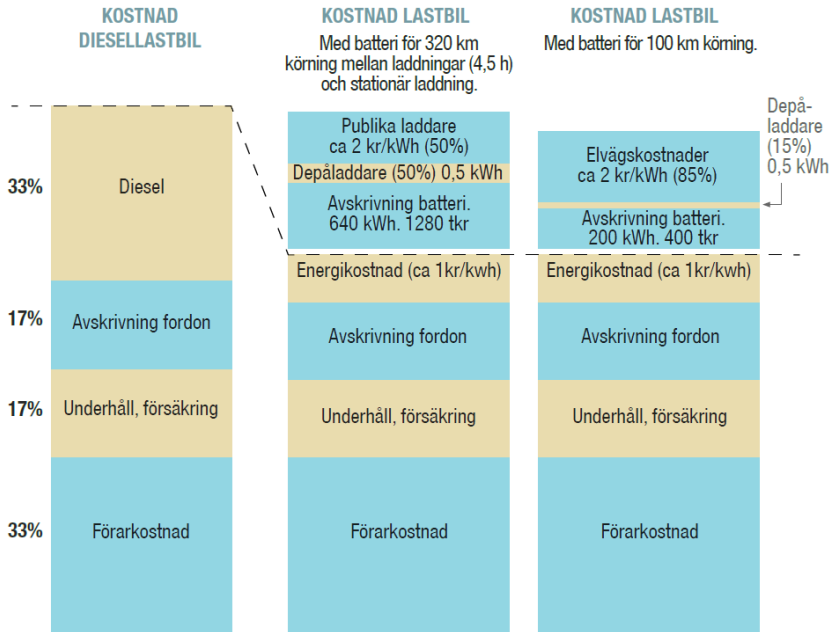 KOSTNAD
DIESELLASTBIL
33%
Diesel
17%
Avskrivning fordon
17%
Underhåll, försäkring
33%
Förarkostnad
KOSTNAD LASTBIL
Med batteri för 320 km
körning mellan laddningar (4,5 h)
och stationär laddning.
Publika laddare
ca 2 kr/kWh (50%)
Depåladdare (50%) 0,5 kWh
Avskrivning batteri.
640 kWh. 1280 tkr
Energikostnad (ca 1kr/kwh)
Avskrivning fordon
Underhåll, försäkring
Förarkostnad
KOSTNAD LASTBIL
Med batteri för 100 km körning.
Elvägskostnader
ca 2 kr/kWh (85%)
Depå-
laddare
(15%)
0,5 kWh
Avskrivning batteri.
200 kWh. 400 tkr
Energikostnad (ca 1kr/kwh)
Avskrivning fordon
Underhåll, försäkring
Förarkostnad